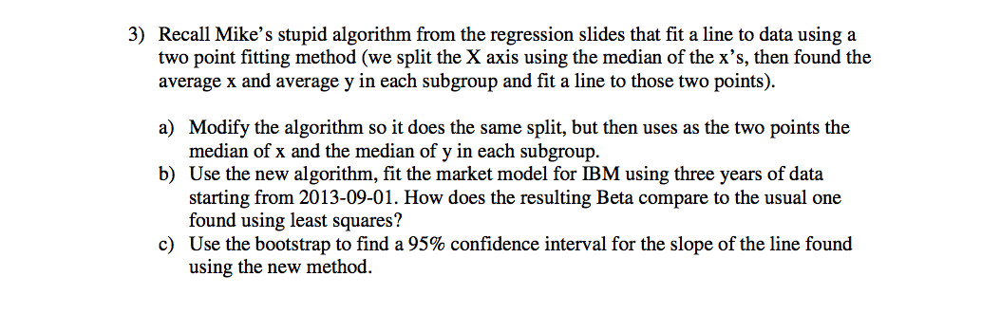 3) Recall Mike's stupid algorithm from the regression slides that fit a line to data using a
two point fitting method (we split the X axis using the median of the x's, then found the
average x and average y in each subgroup and fit a line to those two points).
a) Modify the algorithm so it does the same split, but then uses as the two points the
median of x and the median of y in each subgroup.
b) Use the new algorithm, fit the market model for IBM using three years of data
starting from 2013-09-01. How does the resulting Beta compare to the usual one
found using least squares?
c) Use the bootstrap to find a 95% confidence interval for the slope of the line found
using the new method.